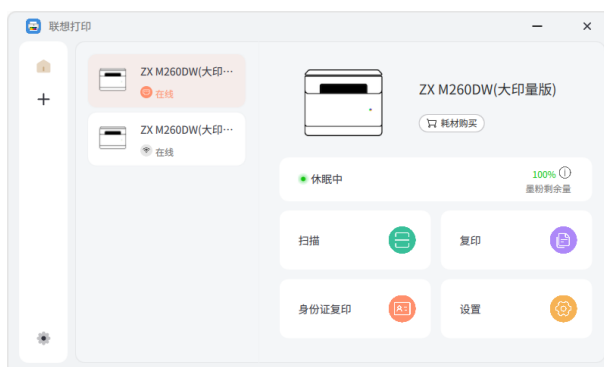 联想打印
ZX M260DW(大印···
在线
ZX M260DW(大印···
在线
ZX M260DW(大印量版)
耗材购买
休眠中
100%
墨粉剩余量
扫描
复印
身份证复印
设置